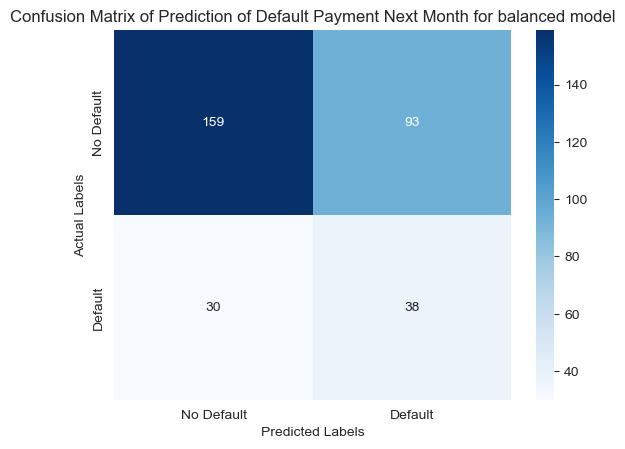 Confusion Matrix of Prediction of Default Payment Next Month for balanced model
Actual Labels
No Default
Default
159
93
30
38
No Default
Default
Predicted Labels
140
120
100
80
60
40